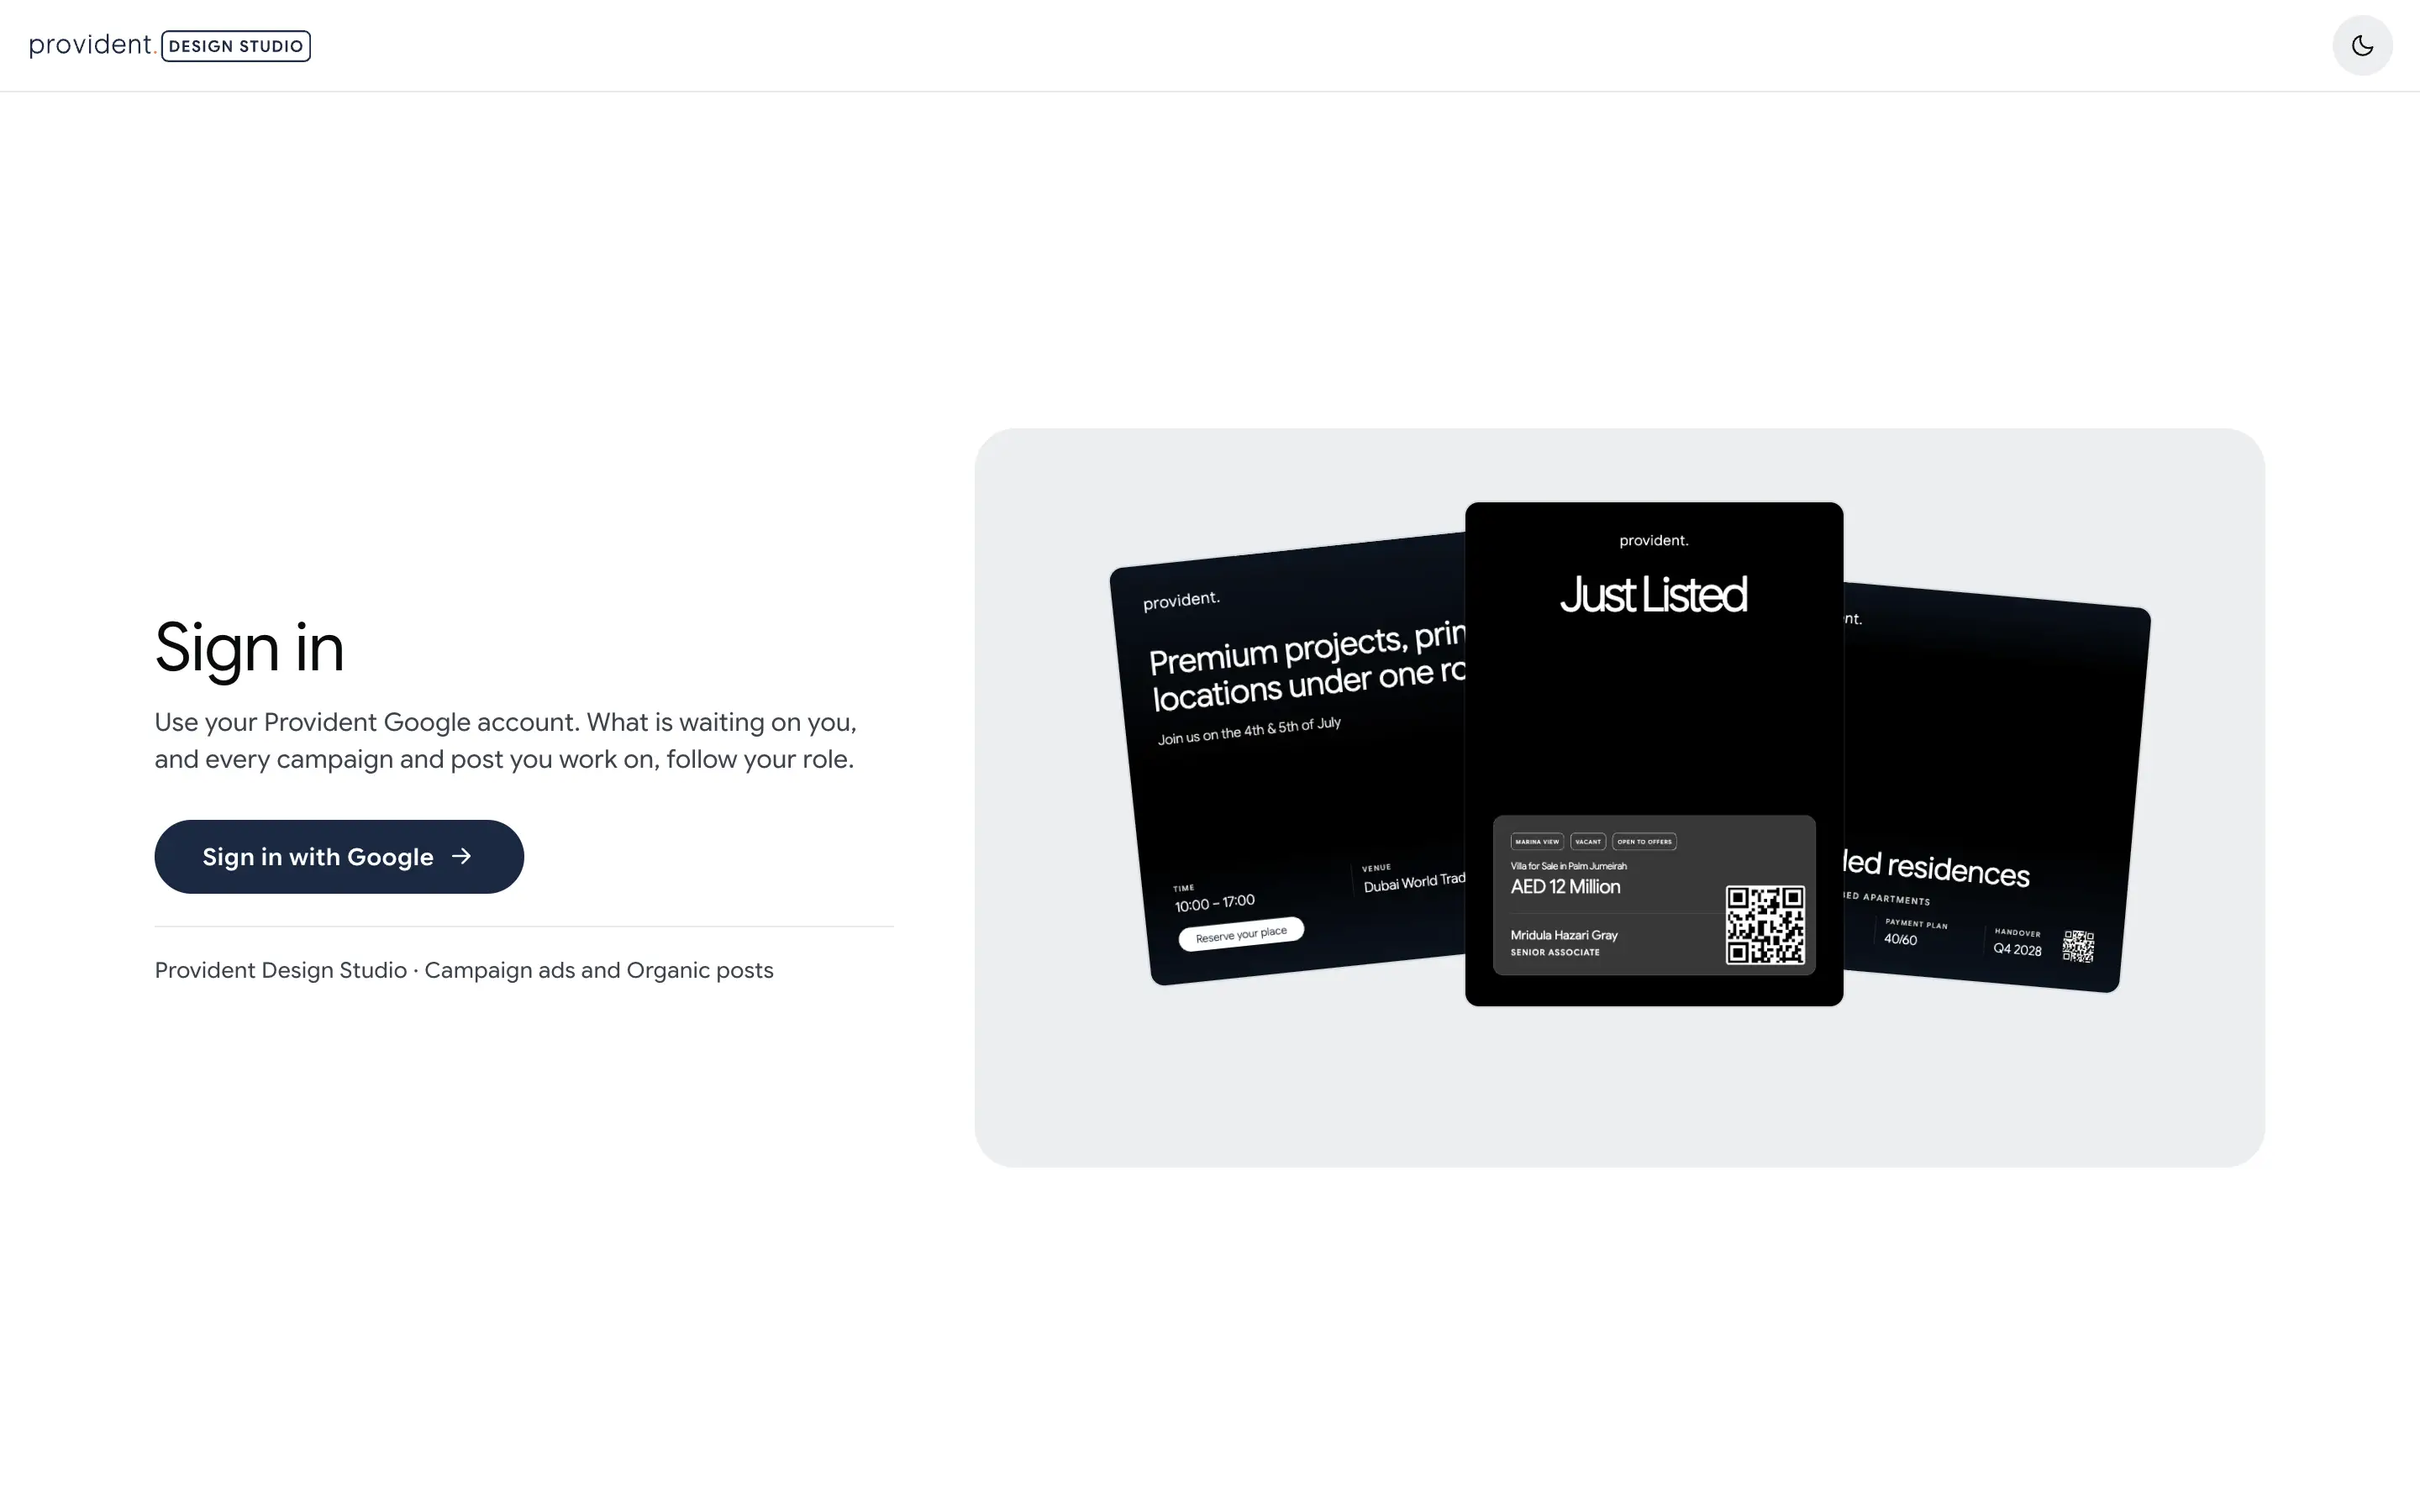 provident. DESIGN STUDIO
Sign in
Use your Provident Google account. What is waiting on you,
and every campaign and post you work on, follow your role.
Sign in with Google
Provident Design Studio · Campaign ads and Organic posts
provident.
Premium projects, prim
locations under one ro
Join us on the 4th & 5th of July
TIME
10:00 – 17:00
VENUE
Dubai World Trad
Reserve your place
provident.
Just Listed
MARINA VIEW
VACANT
OPEN TO OFFERS
Villa for Sale in Palm Jumeirah
AED 12 Million
Mridula Hazari Gray
SENIOR ASSOCIATE
nt.
ded residences
ED APARTMENTS
PAYMENT PLAN
40/60
HANDOVER
Q4 2028